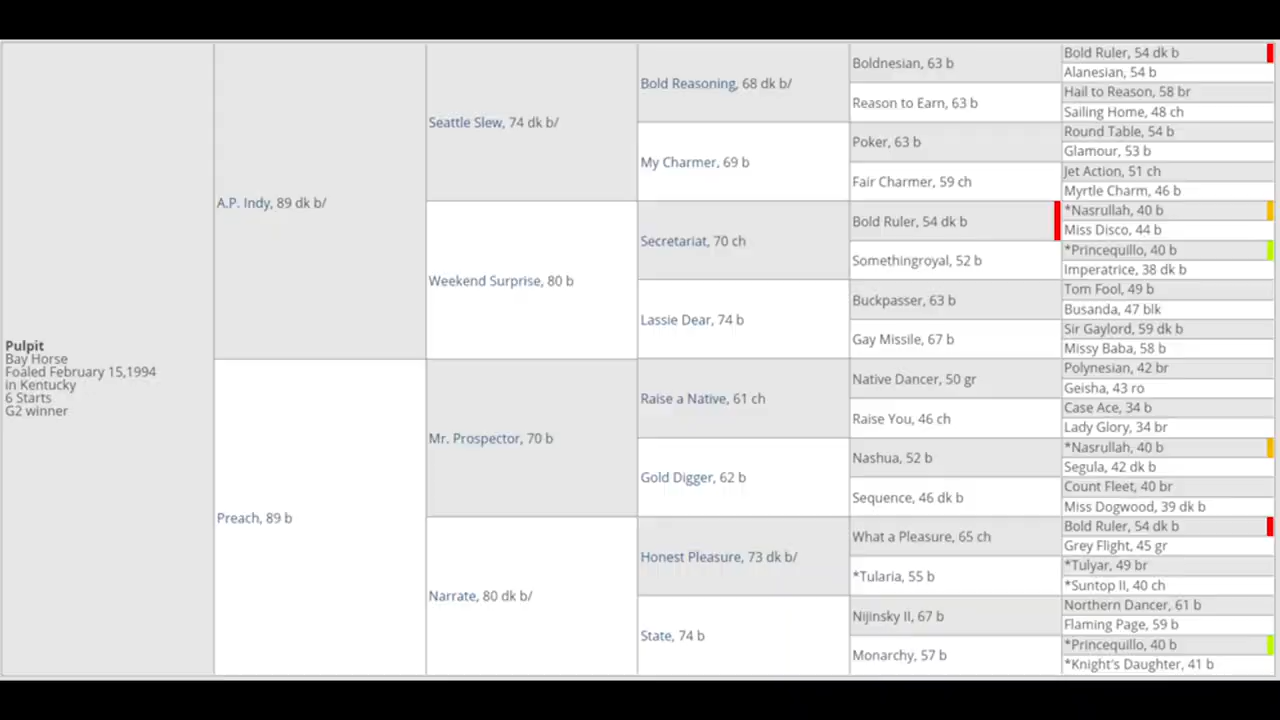 Pulpit
Bay Horse
Foaled February 15,1994
in Kentucky
6 Starts
G2 winner
A.P. Indy, 89 dk b/
Preach, 89 b
Seattle Slew, 74 dk b/
Weekend Surprise, 80 b
Mr. Prospector, 70 b
Narrate, 80 dk b/
Bold Reasoning, 68 dk b/
My Charmer, 69 b
Secretariat, 70 ch
Lassie Dear, 74 b
Raise a Native, 61 ch
Gold Digger, 62 b
Honest Pleasure, 73 dk b/
State, 74 b
Boldnesian, 63 b
Reason to Earn, 63 b
Poker, 63 b
Fair Charmer, 59 ch
Bold Ruler, 54 dk b
Somethingroyal, 52 b
Buckpasser, 63 b
Gay Missile, 67 b
Native Dancer, 50 gr
Raise You, 46 ch
Nashua, 52 b
Sequence, 46 dk b
What a Pleasure, 65 ch
*Tularia, 55 b
Nijinsky II, 67 b
Monarchy, 57 b
Bold Ruler, 54 dk b
Alanesian, 54 b
Hail to Reason, 58 br
Sailing Home, 48 ch
Round Table, 54 b
Glamour, 53 b
Jet Action, 51 ch
Myrtle Charm, 46 b
*Nasrullah, 40 b
Miss Disco, 44 b
*Princequillo, 40 b
Imperatrice, 38 dk b
Tom Fool, 49 b
Busanda, 47 blk
Sir Gaylord, 59 dk b
Missy Baba, 58 b
Polynesian, 42 br
Geisha, 43 ro
Case Ace, 34 b
Lady Glory, 34 br
*Nasrullah, 40 b
Segula, 42 dk b
Count Fleet, 40 br
Miss Dogwood, 39 dk b
Bold Ruler, 54 dk b
Grey Flight, 45 gr
*Tulyar, 49 br
*Suntop II, 40 ch
Northern Dancer, 61 b
Flaming Page, 59 b
*Princequillo, 40 b
*Knight's Daughter, 41 b